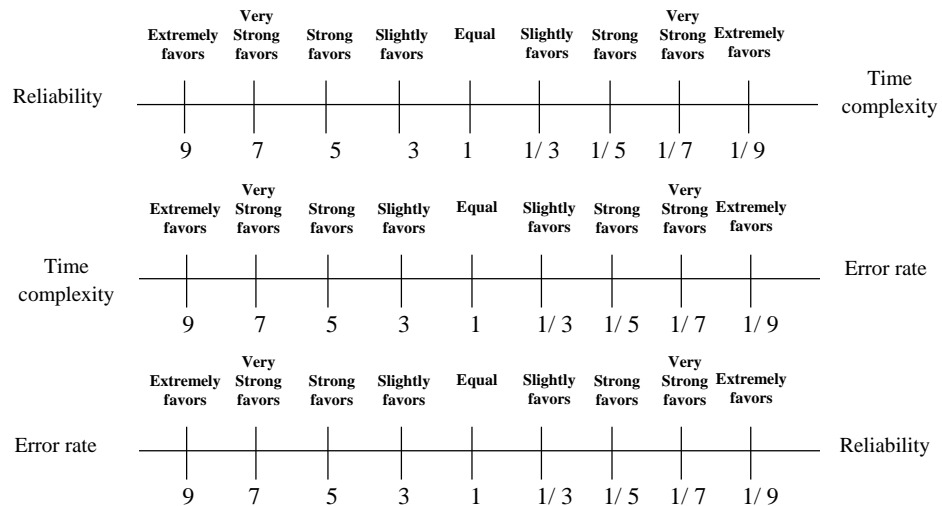 Extremely favors Very Strong favors Strong favors Slightly favors Equal Slightly favors Strong favors Very Strong favors Extremely favors
Reliability
Time complexity
9 7 5 3 1 1/ 3 1/ 5 1/ 7 1/ 9
Extremely favors Very Strong favors Strong favors Slightly favors Equal Slightly favors Strong favors Very Strong favors Extremely favors
Time complexity
Error rate
9 7 5 3 1 1/ 3 1/ 5 1/ 7 1/ 9
Extremely favors Very Strong favors Strong favors Slightly favors Equal Slightly favors Strong favors Very Strong favors Extremely favors
Error rate
Reliability
9 7 5 3 1 1/ 3 1/ 5 1/ 7 1/ 9